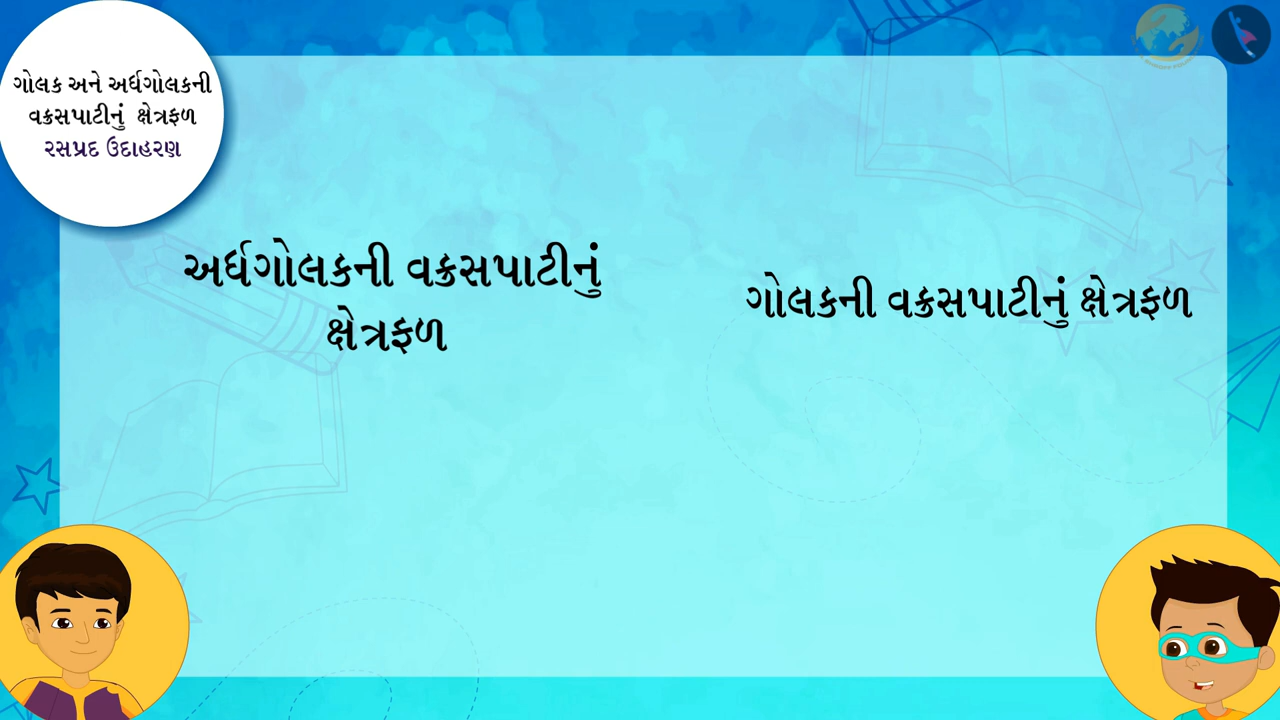 ગોલક અને અર્ધગોલકની
વક્રસપાટીનું ક્ષેત્રફળ
રસપ્રદ ઉદાહરણ
અર્ધગોલકની વક્રસપાટીનું
ક્ષેત્રફળ
ગોલકની વક્રસપાટીનું ક્ષેત્રફળ